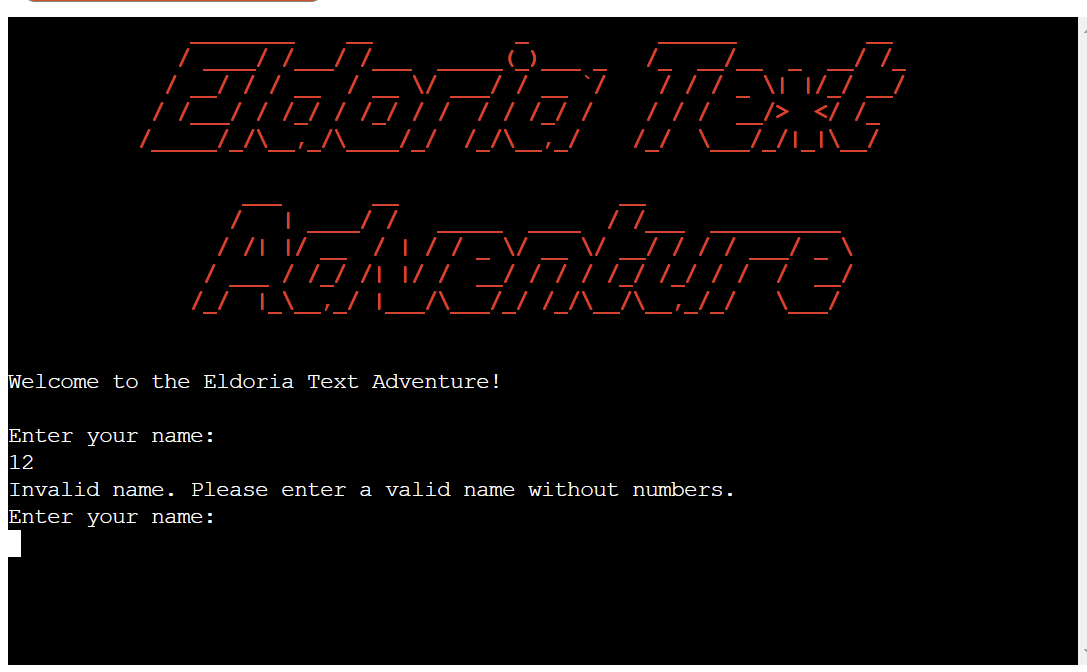 Eldoria Text
Adventure
Welcome to the Eldoria Text Adventure!
Enter your name:
12
Invalid name. Please enter a valid name without numbers.
Enter your name: